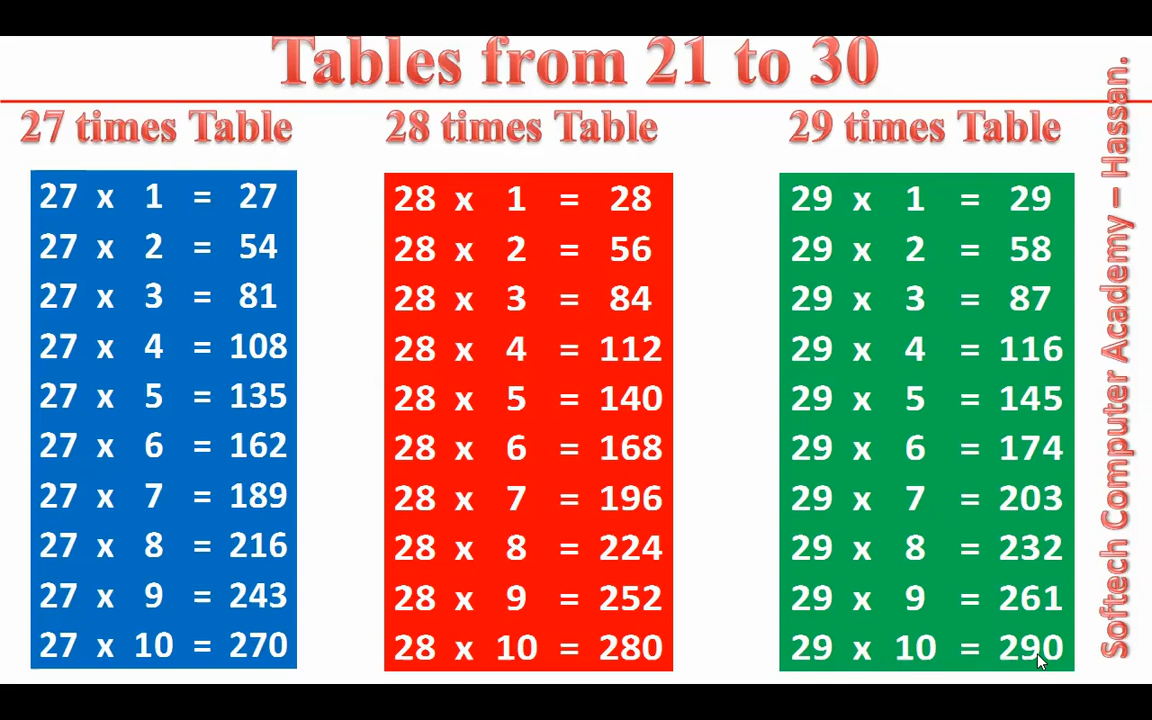 Tables from 21 to 30
27 times Table
27 x 1 = 27
27 x 2 = 54
27 x 3 = 81
27 x 4 = 108
27 x 5 = 135
27 x 6 = 162
27 x 7 = 189
27 x 8 = 216
27 x 9 = 243
27 x 10 = 270
28 times Table
28 x 1 = 28
28 x 2 = 56
28 x 3 = 84
28 x 4 = 112
28 x 5 = 140
28 x 6 = 168
28 x 7 = 196
28 x 8 = 224
28 x 9 = 252
28 x 10 = 280
29 times Table
29 x 1 = 29
29 x 2 = 58
29 x 3 = 87
29 x 4 = 116
29 x 5 = 145
29 x 6 = 174
29 x 7 = 203
29 x 8 = 232
29 x 9 = 261
29 x 10 = 290
Softech Computer Academy – Hassan.